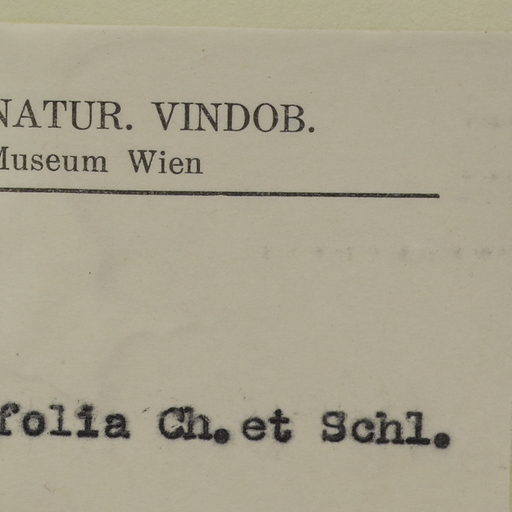 NATUR. VINDOB.
Museum Wien
folia Ch. et Schl.